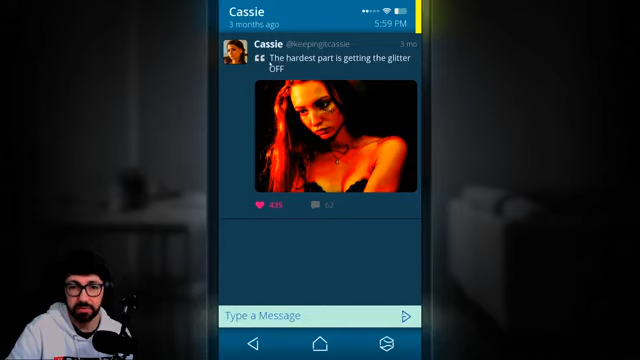 Cassie
3 months ago
5:59 PM
Cassie @keepingitcassie 3 mo
The hardest part is getting the glitter
OFF
435 62
Type a Message